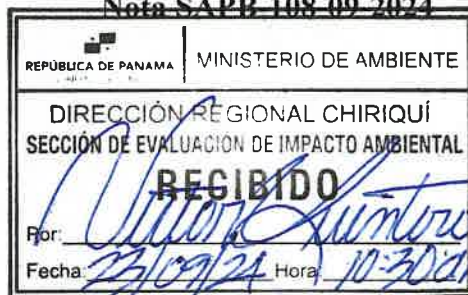 Nota SAPB-108-09-2024
REPÚBLICA DE PANAMA
MINISTERIO DE AMBIENTE
DIRECCIÓN REGIONAL CHIRIQUÍ
SECCIÓN DE EVALUACIÓN DE IMPACTO AMBIENTAL
RECIBIDO
Por:
Fecha: 23/09/24 Hora: 10:30